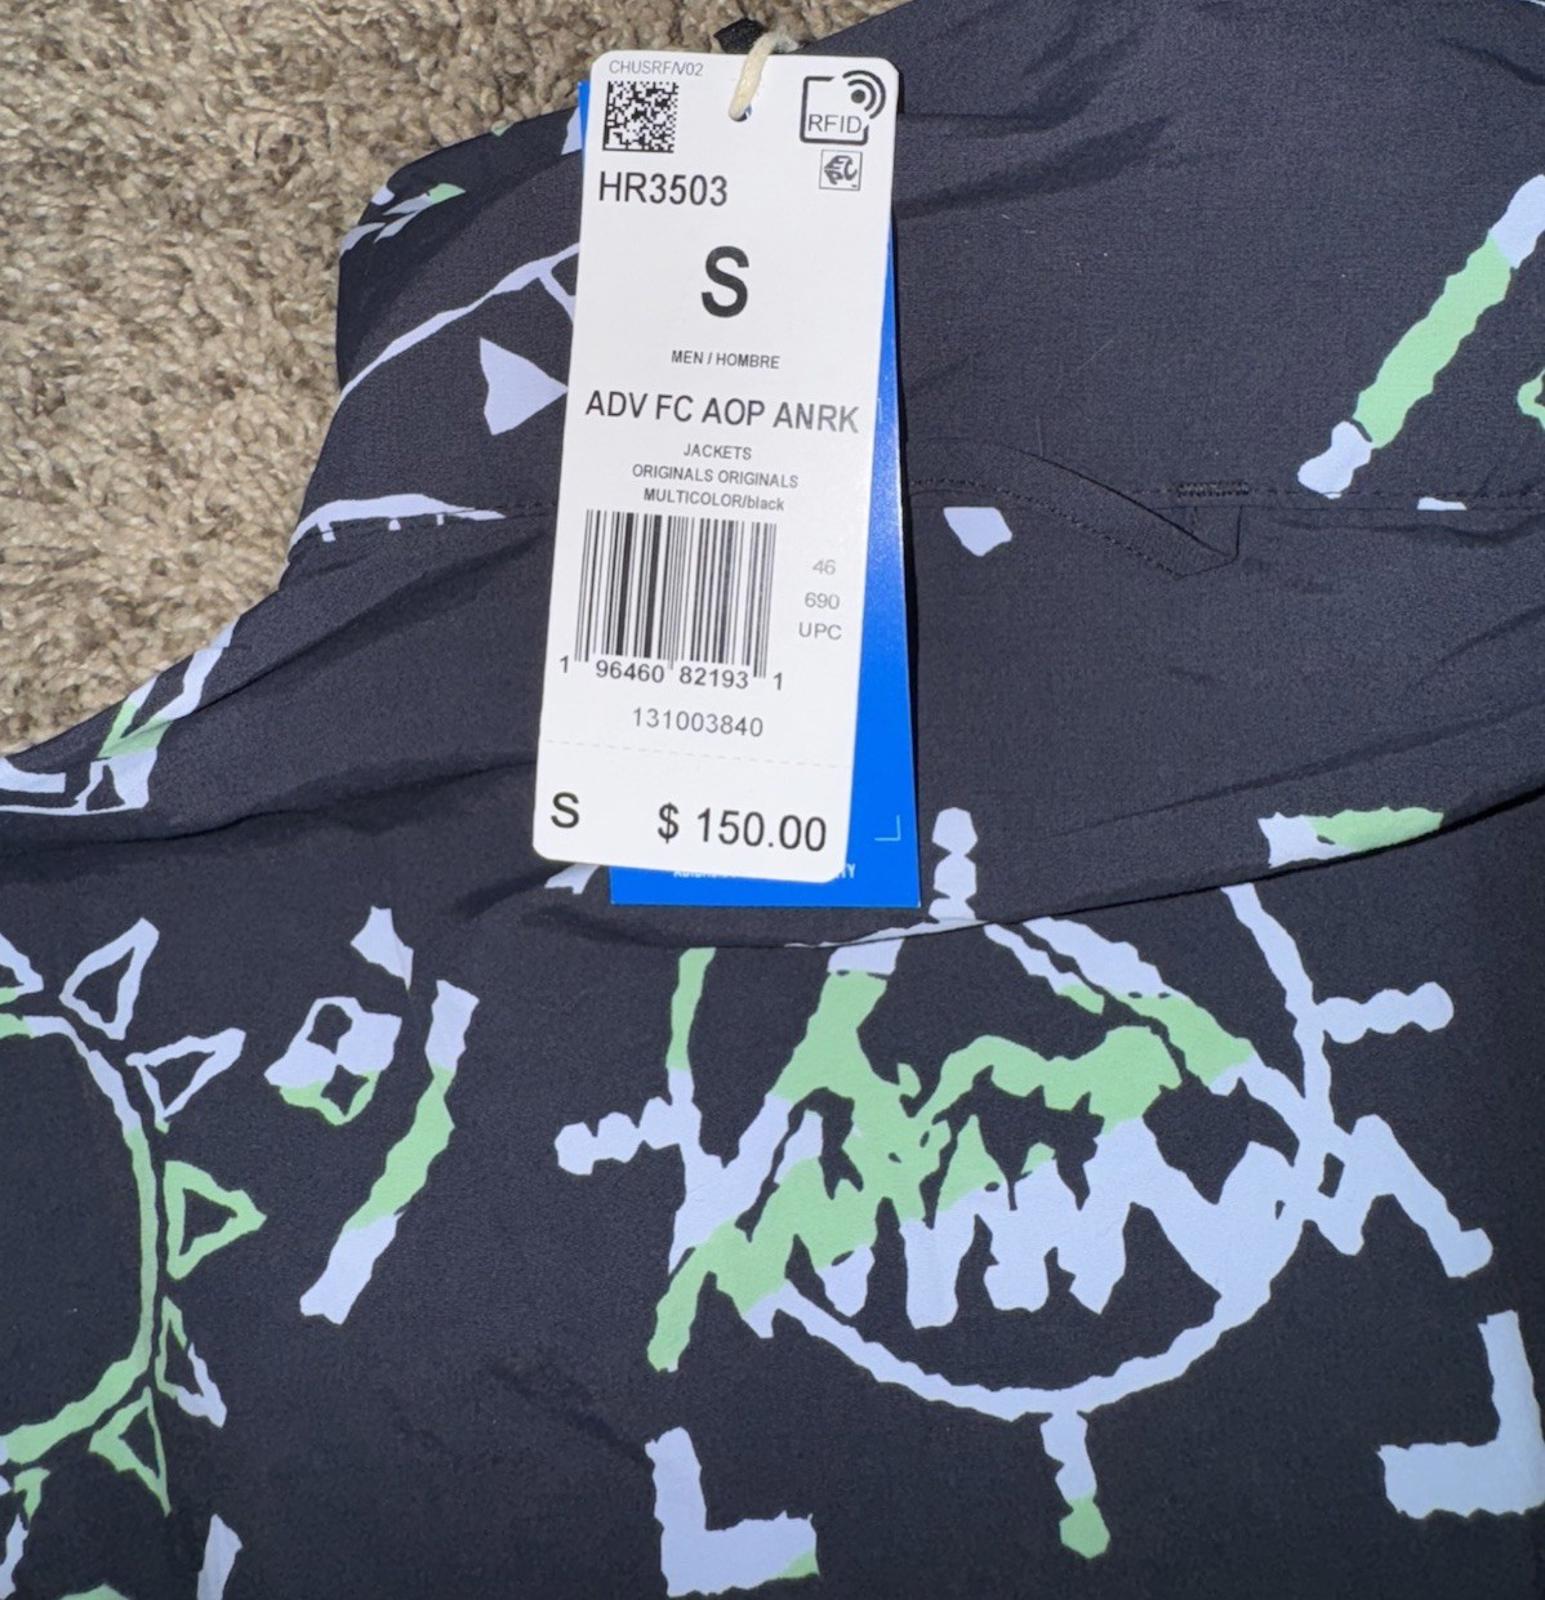 CHUSRF/V02
RFID
HR3503
S
MEN / HOMBRE
ADV FC AOP ANRK
JACKETS
ORIGINALS ORIGINALS
MULTICOLOR/black
46
690
UPC
1 96460 82193 1
131003840
S $ 150.00